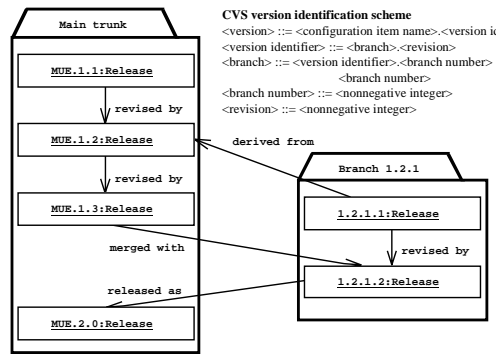 Main trunk
CVS version identification scheme
<version> ::= <configuration item name>.<version
<version identifier> ::= <branch>.<revision>
<branch> ::= <version identifier>.<branch number>
<branch number>
<branch number> ::= <nonnegative integer>
<revision> ::= <nonnegative integer>
MUE.1.1:Release
revised by
MUE.1.2:Release
derived from
revised by
Branch 1.2.1
MUE.1.3:Release
1.2.1.1:Release
merged with
revised by
1.2.1.2:Release
released as
MUE.2.0:Release